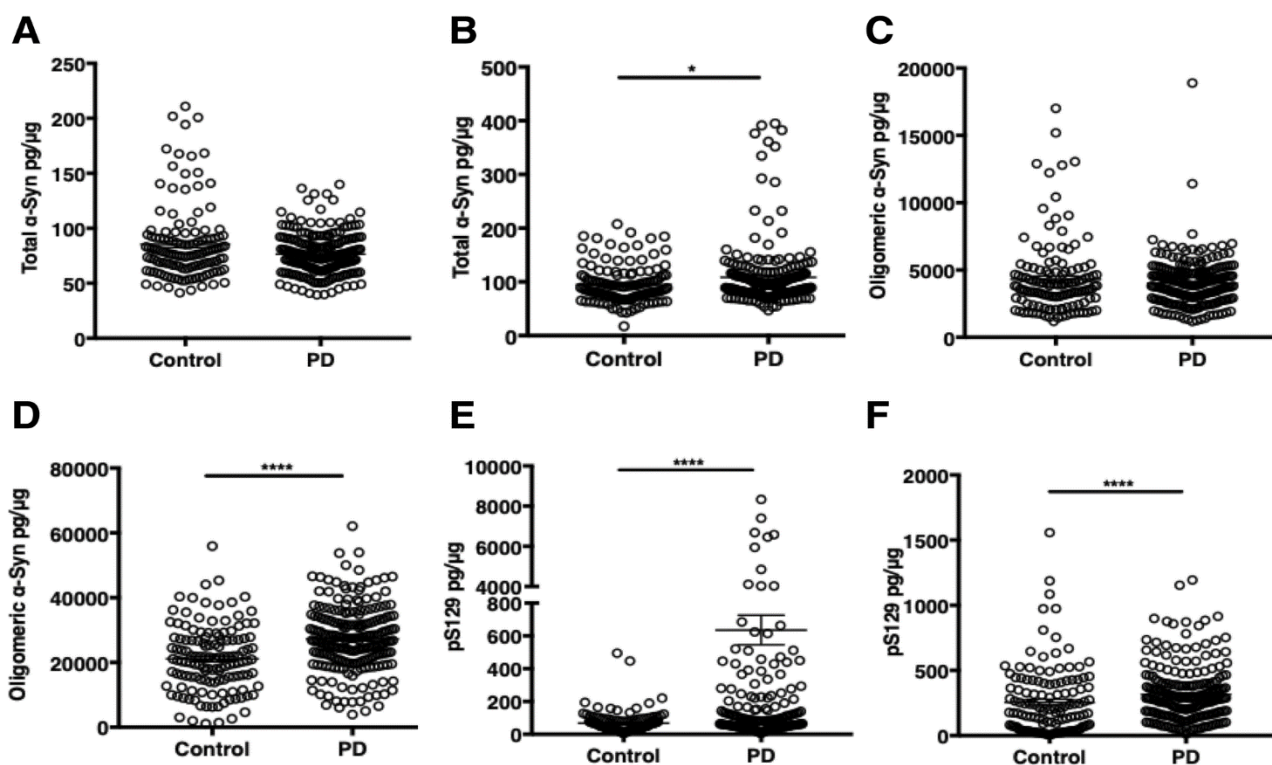 A
B
C
250
200
150
100
50
0
Total α-Syn pg/μg
Control PD
500
400
300
200
100
0
Total α-Syn pg/μg
*
Control PD
20000
15000
10000
5000
0
Oligomeric α-Syn pg/μg
Control PD
D
E
F
80000
60000
40000
20000
0
Oligomeric α-Syn pg/μg
****
Control PD
10000
8000
6000
4000
800
600
400
200
0
pS129 pg/μg
****
Control PD
2000
1500
1000
500
0
pS129 pg/μg
****
Control PD